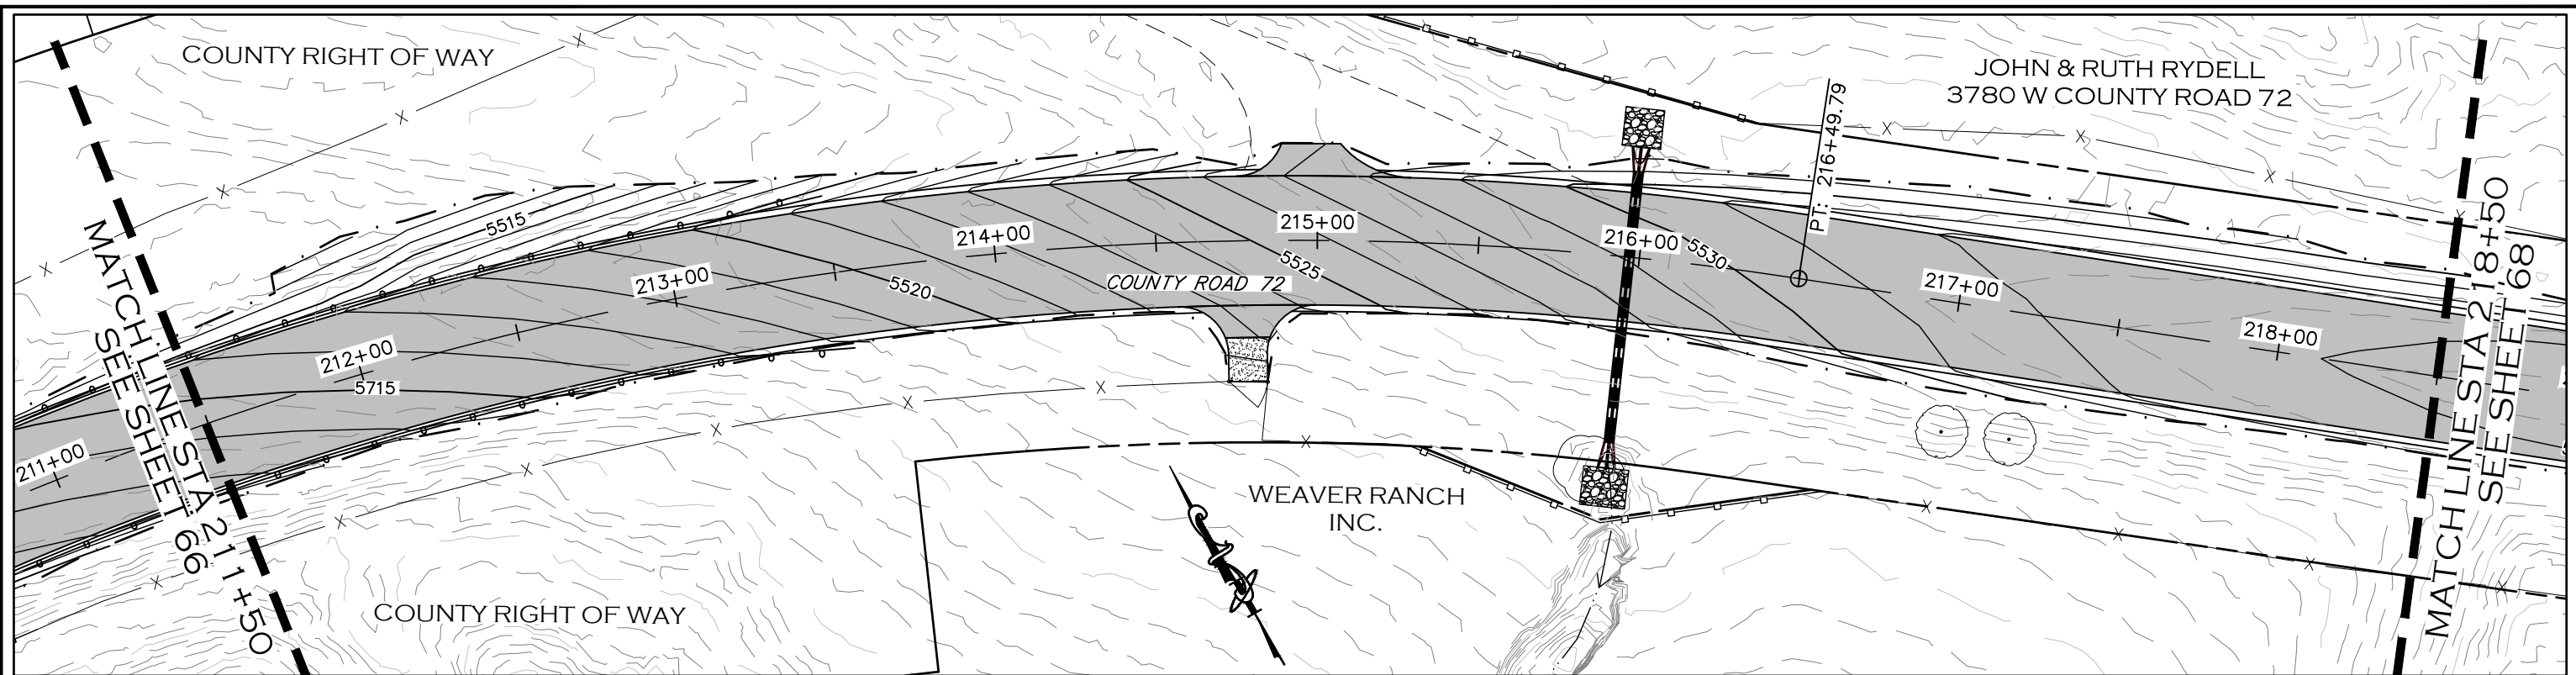 COUNTY RIGHT OF WAY
JOHN & RUTH RYDELL
3780 W COUNTY ROAD 72
PT: 216+49.79
MATCH LINE STA 211+50
SEE SHEET 66
MATCH LINE STA 218+50
SEE SHEET 68
5515
211+00
212+00
213+00
214+00
215+00
216+00
217+00
218+00
5715
5520
5525
5530
COUNTY ROAD 72
WEAVER RANCH
INC.
COUNTY RIGHT OF WAY